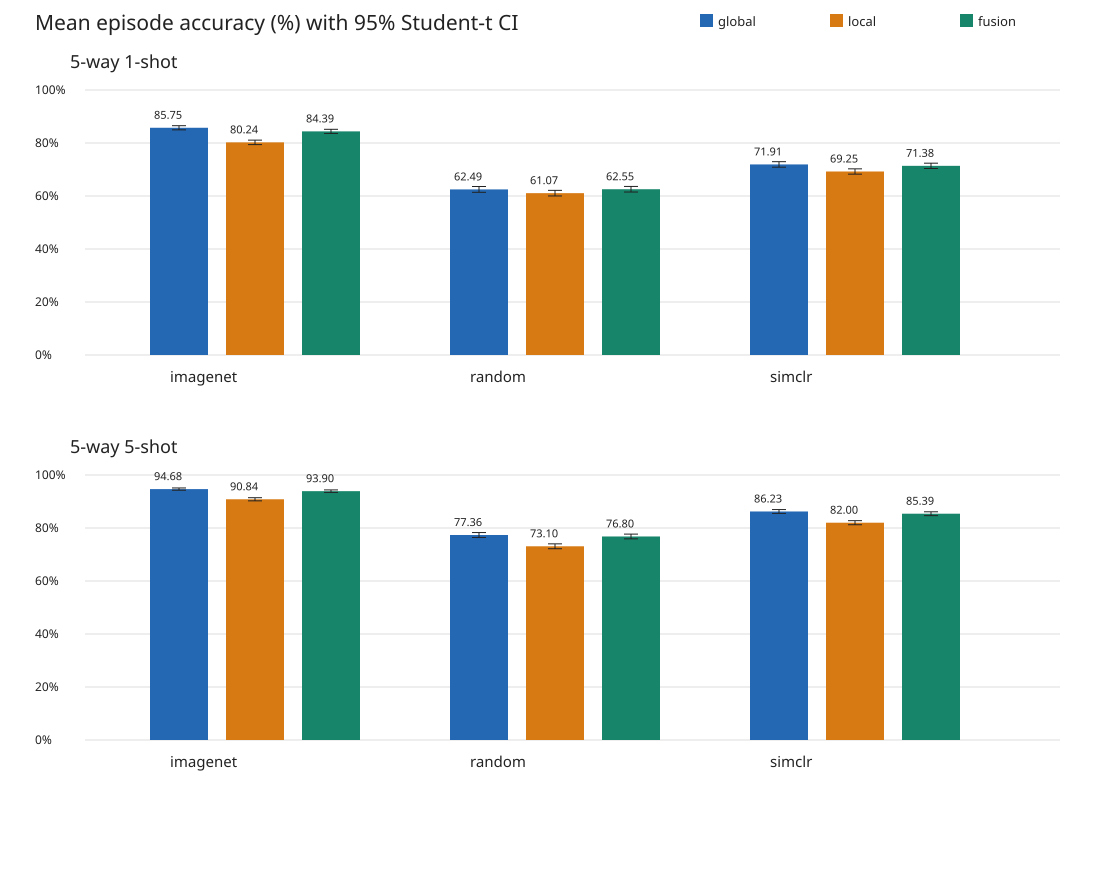 Mean episode accuracy (%) with 95% Student-t CI
global local fusion
5-way 1-shot
100%
80%
60%
40%
20%
0%
85.75 80.24 84.39
62.49 61.07 62.55
71.91 69.25 71.38
imagenet random simclr
5-way 5-shot
100%
80%
60%
40%
20%
0%
94.68 90.84 93.90
77.36 73.10 76.80
86.23 82.00 85.39
imagenet random simclr